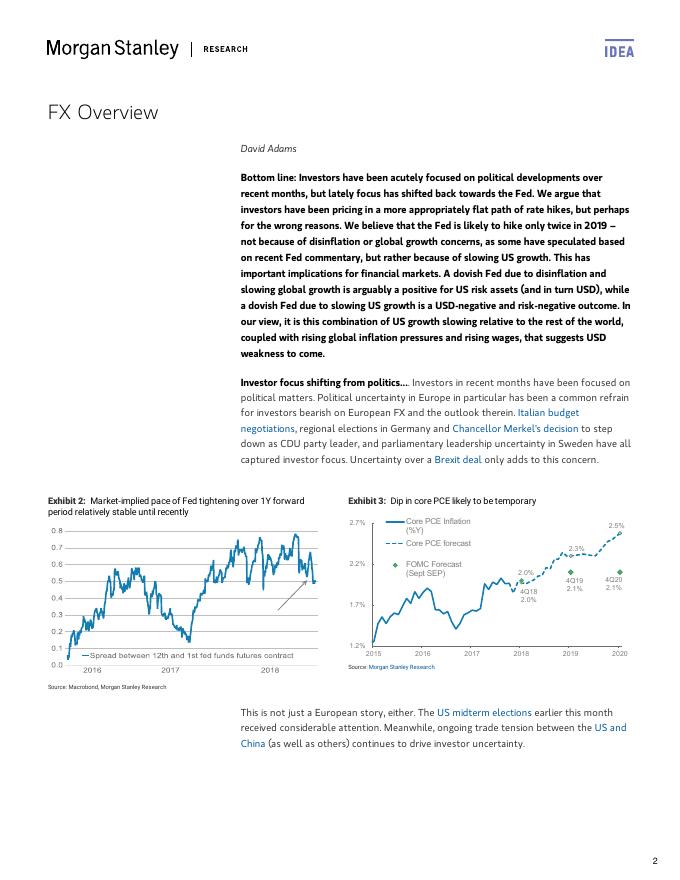 Morgan Stanley | RESEARCH
IDEA
FX Overview
David Adams
Bottom line: Investors have been acutely focused on political developments over
recent months, but lately focus has shifted back towards the Fed. We argue that
investors have been pricing in a more appropriately flat path of rate hikes, but perhaps
for the wrong reasons. We believe that the Fed is likely to hike only twice in 2019 –
not because of disinflation or global growth concerns, as some have speculated based
on recent Fed commentary, but rather because of slowing US growth. This has
important implications for financial markets. A dovish Fed due to disinflation and
slowing global growth is arguably a positive for US risk assets (and in turn USD), while
a dovish Fed due to slowing US growth is a USD-negative and risk-negative outcome. In
our view, it is this combination of US growth slowing relative to the rest of the world,
coupled with rising global inflation pressures and rising wages, that suggests USD
weakness to come.
Investor focus shifting from politics... Investors in recent months have been focused on
political matters. Political uncertainty in Europe in particular has been a common refrain
for investors bearish on European FX and the outlook therein. Italian budget
negotiations, regional elections in Germany and Chancellor Merkel's decision to step
down as CDU party leader, and parliamentary leadership uncertainty in Sweden have all
captured investor focus. Uncertainty over a Brexit deal only adds to this concern.
Exhibit 2: Market-implied pace of Fed tightening over 1Y forward
period relatively stable until recently
0.8
0.7
0.6
0.5
0.4
0.3
0.2
0.1
0.0
Spread between 12th and 1st fed funds futures contract
2016 2017 2018
Source: Macrobond, Morgan Stanley Research
Exhibit 3: Dip in core PCE likely to be temporary
2.7%
2.2%
1.7%
1.2%
Core PCE Inflation
(%Y)
Core PCE forecast
FOMC Forecast
(Sept SEP)
2.0%
4Q18
2.0%
2.3%
4Q19
2.1%
2.5%
4Q20
2.1%
2015 2016 2017 2018 2019 2020
Source: Morgan Stanley Research
This is not just a European story, either. The US midterm elections earlier this month
received considerable attention. Meanwhile, ongoing trade tension between the US and
China (as well as others) continues to drive investor uncertainty.
2